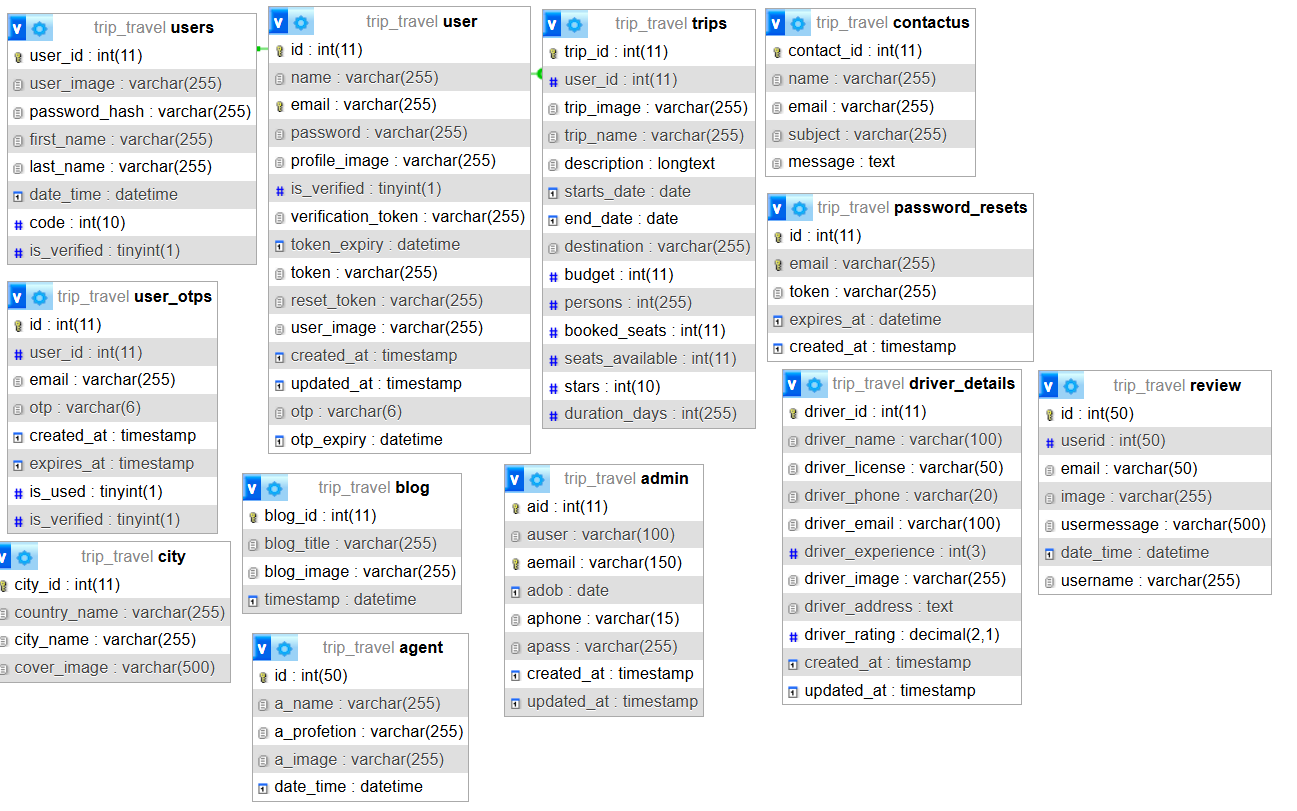 trip_travel users
user_id : int(11)
user_image : varchar(255)
password_hash : varchar(255)
first_name : varchar(255)
last_name : varchar(255)
date_time : datetime
code : int(10)
is_verified : tinyint(1)
trip_travel user
id : int(11)
name : varchar(255)
email : varchar(255)
password : varchar(255)
profile_image : varchar(255)
is_verified : tinyint(1)
verification_token : varchar(255)
token_expiry : datetime
token : varchar(255)
reset_token : varchar(255)
user_image : varchar(255)
created_at : timestamp
updated_at : timestamp
otp : varchar(6)
otp_expiry : datetime
trip_travel trips
trip_id : int(11)
user_id : int(11)
trip_image : varchar(255)
trip_name : varchar(255)
description : longtext
starts_date : date
end_date : date
destination : varchar(255)
budget : int(11)
persons : int(255)
booked_seats : int(11)
seats_available : int(11)
stars : int(10)
duration_days : int(255)
trip_travel contactus
contact_id : int(11)
name : varchar(255)
email : varchar(255)
subject : varchar(255)
message : text
trip_travel password_resets
id : int(11)
email : varchar(255)
token : varchar(255)
expires_at : datetime
created_at : timestamp
trip_travel user_otps
id : int(11)
user_id : int(11)
email : varchar(255)
otp : varchar(6)
created_at : timestamp
expires_at : timestamp
is_used : tinyint(1)
is_verified : tinyint(1)
trip_travel driver_details
driver_id : int(11)
driver_name : varchar(100)
driver_license : varchar(50)
driver_phone : varchar(20)
driver_email : varchar(100)
driver_experience : int(3)
driver_image : varchar(255)
driver_address : text
driver_rating : decimal(2,1)
created_at : timestamp
updated_at : timestamp
trip_travel review
id : int(50)
userid : int(50)
email : varchar(50)
image : varchar(255)
usermessage : varchar(500)
date_time : datetime
username : varchar(255)
trip_travel blog
blog_id : int(11)
blog_title : varchar(255)
blog_image : varchar(255)
timestamp : datetime
trip_travel admin
aid : int(11)
auser : varchar(100)
aemail : varchar(150)
adob : date
aphone : varchar(15)
apass : varchar(255)
created_at : timestamp
updated_at : timestamp
trip_travel city
city_id : int(11)
country_name : varchar(255)
city_name : varchar(255)
cover_image : varchar(500)
trip_travel agent
id : int(50)
a_name : varchar(255)
a_profetion : varchar(255)
a_image : varchar(255)
date_time : datetime